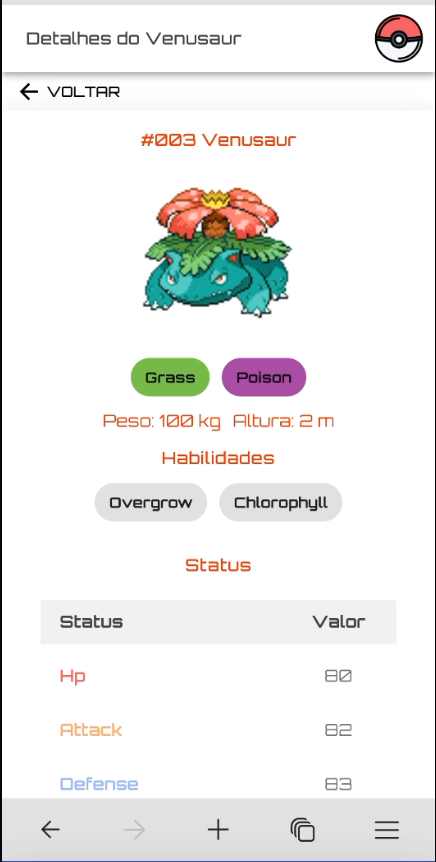 Detalhes do Venusaur
VOLTAR
#003 Venusaur
Grass Poison
Peso: 100 kg Altura: 2 m
Habilidades
Overgrow Chlorophyll
Status
Status Valor
Hp 80
Attack 82
Defense 83